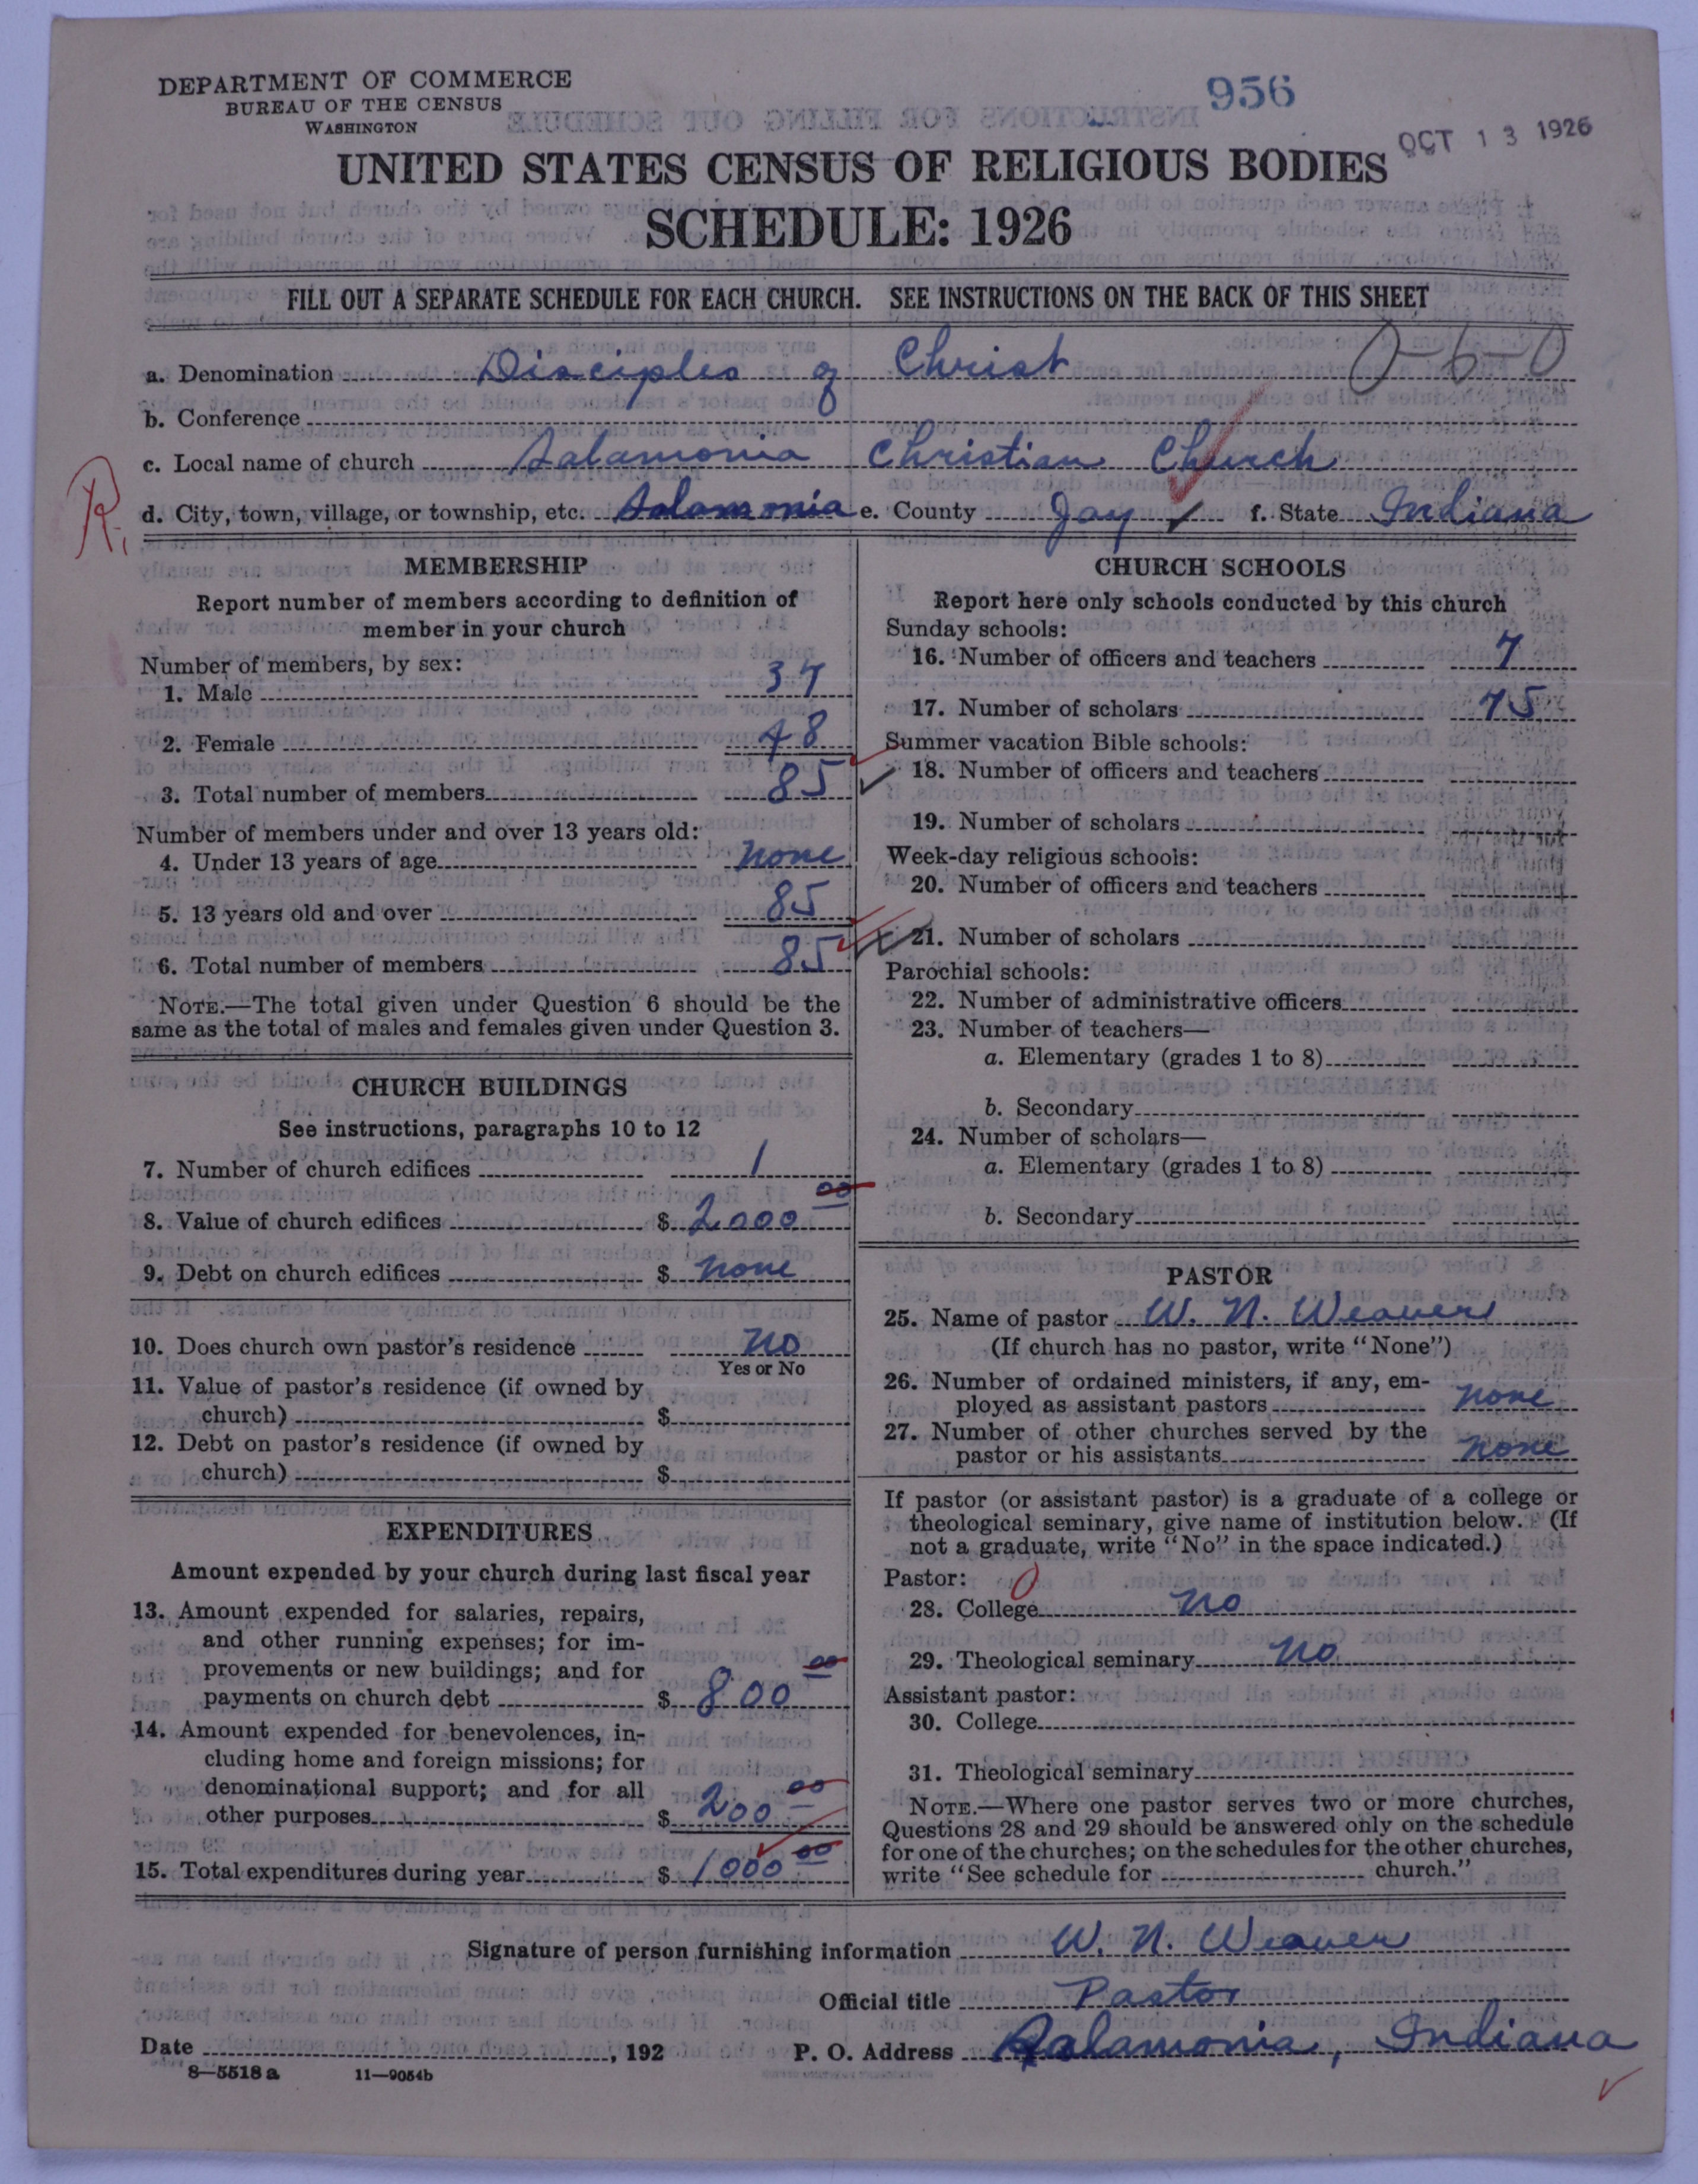 DEPARTMENT OF COMMERCE
BUREAU OF THE CENSUS
WASHINGTON
956
OCT 13 1926
UNITED STATES CENSUS OF RELIGIOUS BODIES
SCHEDULE: 1926
FILL OUT A SEPARATE SCHEDULE FOR EACH CHURCH. SEE INSTRUCTIONS ON THE BACK OF THIS SHEET
a. Denomination Disciples of Christ 0-6-0
b. Conference
c. Local name of church Salamonia Christian Church
R.
d. City, town, village, or township, etc. Salamonia e. County Jay f. State Indiana
MEMBERSHIP
Report number of members according to definition of
member in your church
Number of members, by sex:
1. Male 37
2. Female 48
3. Total number of members 85
Number of members under and over 13 years old:
4. Under 13 years of age none
5. 13 years old and over 85
6. Total number of members 85
NOTE.—The total given under Question 6 should be the
same as the total of males and females given under Question 3.
CHURCH BUILDINGS
See instructions, paragraphs 10 to 12
7. Number of church edifices 1
8. Value of church edifices $ 2000 00
9. Debt on church edifices $ none
10. Does church own pastor's residence no
Yes or No
11. Value of pastor's residence (if owned by
church) $
12. Debt on pastor's residence (if owned by
church) $
EXPENDITURES
Amount expended by your church during last fiscal year
13. Amount expended for salaries, repairs,
and other running expenses; for im-
provements or new buildings; and for
payments on church debt $ 800 00
14. Amount expended for benevolences, in-
cluding home and foreign missions; for
denominational support; and for all
other purposes $ 200 00
15. Total expenditures during year $ 1000 00
CHURCH SCHOOLS
Report here only schools conducted by this church
Sunday schools:
16. Number of officers and teachers 7
17. Number of scholars 75
Summer vacation Bible schools:
18. Number of officers and teachers
19. Number of scholars
Week-day religious schools:
20. Number of officers and teachers
21. Number of scholars
Parochial schools:
22. Number of administrative officers
23. Number of teachers—
a. Elementary (grades 1 to 8)
b. Secondary
24. Number of scholars—
a. Elementary (grades 1 to 8)
b. Secondary
PASTOR
25. Name of pastor W. N. Weaver
(If church has no pastor, write "None")
26. Number of ordained ministers, if any, em-
ployed as assistant pastors none
27. Number of other churches served by the
pastor or his assistants none
If pastor (or assistant pastor) is a graduate of a college or
theological seminary, give name of institution below. (If
not a graduate, write "No" in the space indicated.)
Pastor: 0
28. College no
29. Theological seminary no
Assistant pastor:
30. College
31. Theological seminary
NOTE.—Where one pastor serves two or more churches,
Questions 28 and 29 should be answered only on the schedule
for one of the churches; on the schedules for the other churches,
write "See schedule for church."
Signature of person furnishing information W. N. Weaver
Official title Pastor
Date , 192 P. O. Address Salamonia, Indiana
8—5518 a 11—9054b